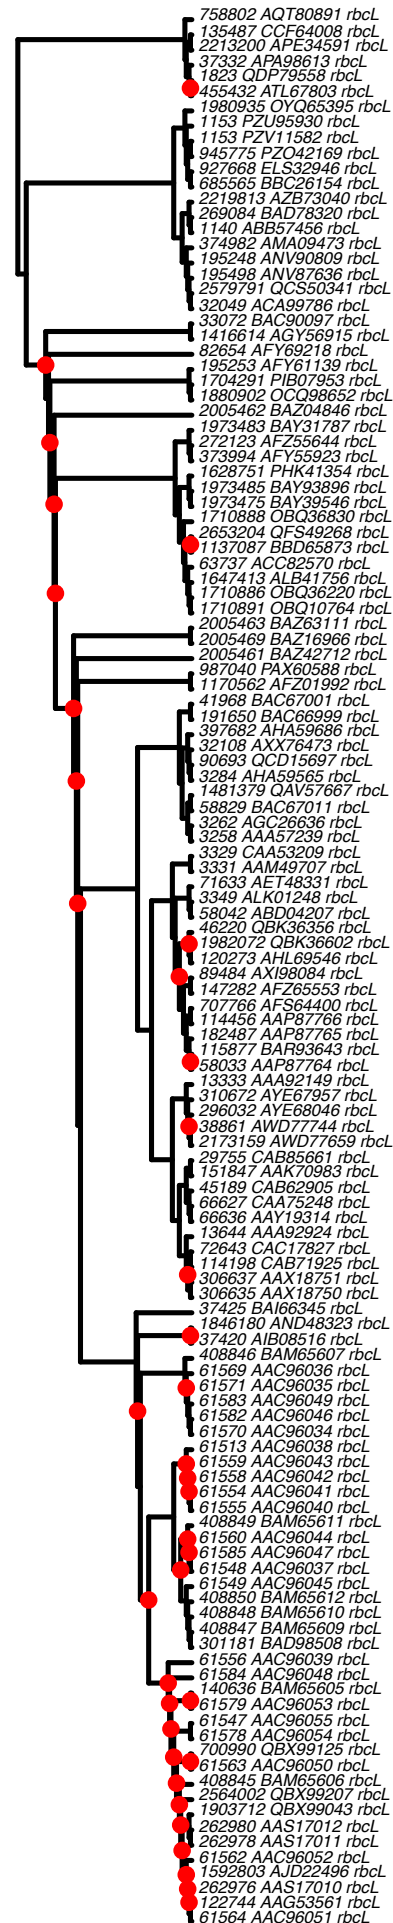 758802 AQT80891 rbcL
135487 CCF64008 rbcL
2213200 APE34591 rbcL
37332 APA98613 rbcL
1823 QDP79558 rbcL
455432 ATL67803 rbcL
1980935 OYQ65395 rbcL
1153 PZU95930 rbcL
1153 PZV11582 rbcL
945775 PZO42169 rbcL
927668 ELS32946 rbcL
685565 BBC26154 rbcL
2219813 AZB73040 rbcL
269084 BAD78320 rbcL
1140 ABB57456 rbcL
374982 AMA09473 rbcL
195248 ANV90809 rbcL
195498 ANV87636 rbcL
2579791 QCS50341 rbcL
32049 ACA99786 rbcL
33072 BAC90097 rbcL
1416614 AGY56915 rbcL
82654 AFY69218 rbcL
195253 AFY61139 rbcL
1704291 PIB07953 rbcL
1880902 OCQ98652 rbcL
2005462 BAZ04846 rbcL
1973483 BAY31787 rbcL
272123 AFZ55644 rbcL
373994 AFY55923 rbcL
1628751 PHK41354 rbcL
1973485 BAY93896 rbcL
1973475 BAY39546 rbcL
1710888 OBQ36830 rbcL
2653204 QFS49268 rbcL
1137087 BBD65873 rbcL
63737 ACC82570 rbcL
1647413 ALB41756 rbcL
1710886 OBQ36220 rbcL
1710891 OBQ10764 rbcL
2005463 BAZ63111 rbcL
2005469 BAZ16966 rbcL
2005461 BAZ42712 rbcL
987040 PAX60588 rbcL
1170562 AFZ01992 rbcL
41968 BAC67001 rbcL
191650 BAC66999 rbcL
397682 AHA59686 rbcL
32108 AXX76473 rbcL
90693 QCD15697 rbcL
3284 AHA59565 rbcL
1481379 QAV57667 rbcL
58829 BAC67011 rbcL
3262 AGC26636 rbcL
3258 AAA57239 rbcL
3329 CAA53209 rbcL
3331 AAM49707 rbcL
71633 AET48331 rbcL
3349 ALK01248 rbcL
58042 ABD04207 rbcL
46220 QBK36356 rbcL
1982072 QBK36602 rbcL
120273 AHL69546 rbcL
89484 AXI98084 rbcL
147282 AFZ65553 rbcL
707766 AFS64400 rbcL
114456 AAP87766 rbcL
182487 AAP87765 rbcL
115877 BAR93643 rbcL
58033 AAP87764 rbcL
13333 AAA92149 rbcL
310672 AYE67957 rbcL
296032 AYE68046 rbcL
38861 AWD77744 rbcL
2173159 AWD77659 rbcL
29755 CAB85661 rbcL
151847 AAK70983 rbcL
45189 CAB62905 rbcL
66627 CAA75248 rbcL
66636 AAY19314 rbcL
13644 AAA92924 rbcL
72643 CAC17827 rbcL
114198 CAB71925 rbcL
306637 AAX18751 rbcL
306635 AAX18750 rbcL
37425 BAI66345 rbcL
1846180 AND48323 rbcL
37420 AIB08516 rbcL
408846 BAM65607 rbcL
61569 AAC96036 rbcL
61571 AAC96035 rbcL
61583 AAC96049 rbcL
61582 AAC96046 rbcL
61570 AAC96034 rbcL
61513 AAC96038 rbcL
61559 AAC96043 rbcL
61558 AAC96042 rbcL
61554 AAC96041 rbcL
61555 AAC96040 rbcL
408849 BAM65611 rbcL
61560 AAC96044 rbcL
61585 AAC96047 rbcL
61548 AAC96037 rbcL
61549 AAC96045 rbcL
408850 BAM65612 rbcL
408848 BAM65610 rbcL
408847 BAM65609 rbcL
301181 BAD98508 rbcL
61556 AAC96039 rbcL
61584 AAC96048 rbcL
140636 BAM65605 rbcL
61579 AAC96053 rbcL
61547 AAC96055 rbcL
61578 AAC96054 rbcL
700990 QBX99125 rbcL
61563 AAC96050 rbcL
408845 BAM65606 rbcL
2564002 QBX99207 rbcL
1903712 QBX99043 rbcL
262980 AAS17012 rbcL
262978 AAS17011 rbcL
61562 AAC96052 rbcL
1592803 AJD22496 rbcL
262976 AAS17010 rbcL
122744 AAG53561 rbcL
61564 AAC96051 rbcL